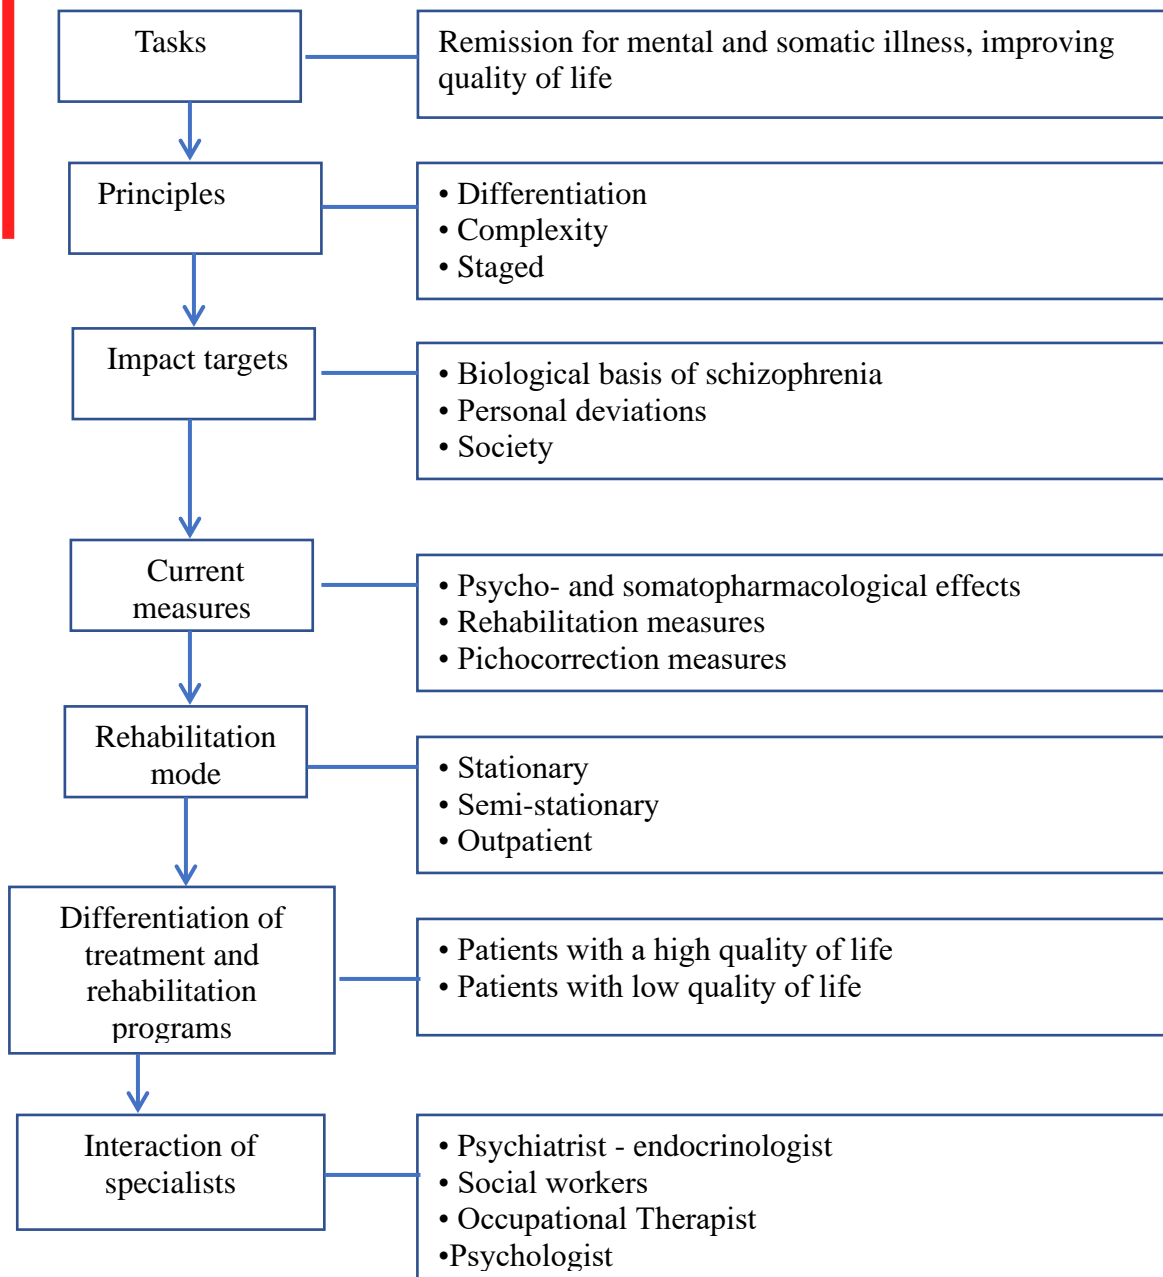 Tasks
Remission for mental and somatic illness, improving
quality of life
Principles
• Differentiation
• Complexity
• Staged
Impact targets
• Biological basis of schizophrenia
• Personal deviations
• Society
Current
measures
• Psycho- and somatopharmacological effects
• Rehabilitation measures
• Pichocorrection measures
Rehabilitation
mode
• Stationary
• Semi-stationary
• Outpatient
Differentiation of
treatment and
rehabilitation
programs
• Patients with a high quality of life
• Patients with low quality of life
Interaction of
specialists
• Psychiatrist - endocrinologist
• Social workers
• Occupational Therapist
•Psychologist